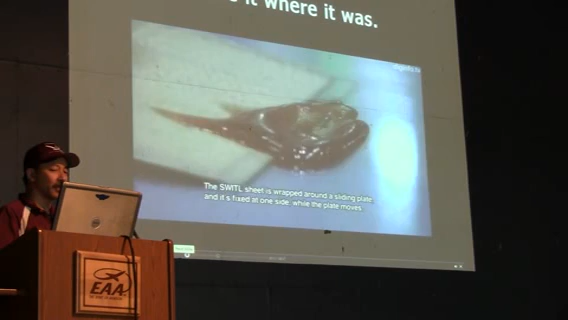 it where it was.
The SWITL sheet is wrapped around a sliding plate,
and it's fixed at one side, while the plate moves.
EAA